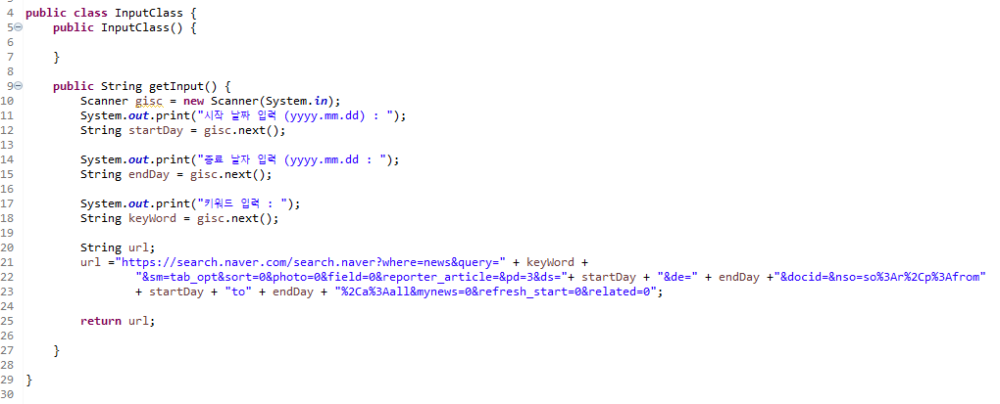 4 public class InputClass {
5 public InputClass() {
6
7 }
8
9 public String getInput() {
10 Scanner gisc = new Scanner(System.in);
11 System.out.print("시작 날짜 입력 (yyyy.mm.dd) : ");
12 String startDay = gisc.next();
13
14 System.out.print("종료 날자 입력 (yyyy.mm.dd : ");
15 String endDay = gisc.next();
16
17 System.out.print("키워드 입력 : ");
18 String keyWord = gisc.next();
19
20 String url;
21 url ="https://search.naver.com/search.naver?where=news&query=" + keyWord +
22 "&sm=tab_opt&sort=0&photo=0&field=0&reporter_article=&pd=3&ds="+ startDay + "&de=" + endDay +"&docid=&nso=so%3Ar%2Cp%3Afrom"
23 + startDay + "to" + endDay + "%2Ca%3Aall&mynews=0&refresh_start=0&related=0";
24
25 return url;
26
27 }
28
29 }
30